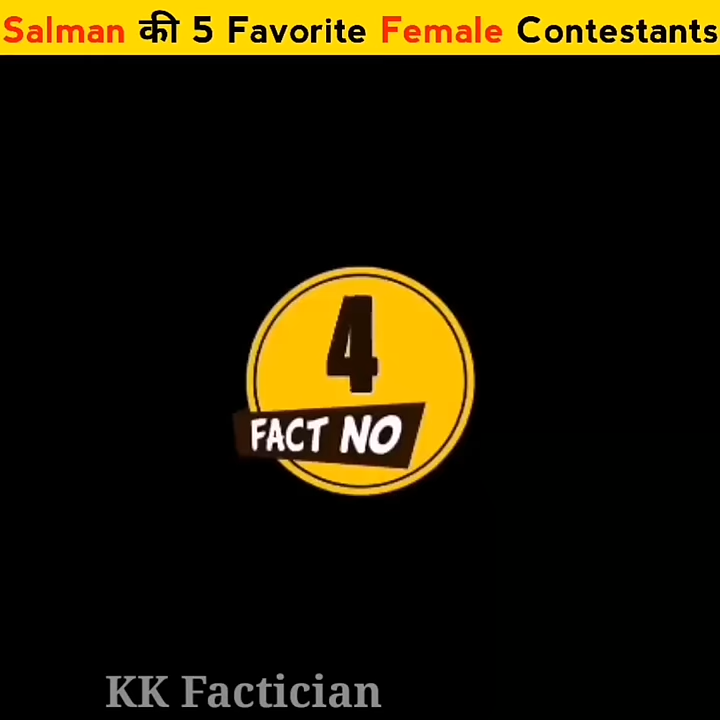 Salman की 5 Favorite Female Contestants
4
FACT NO
KK Factician